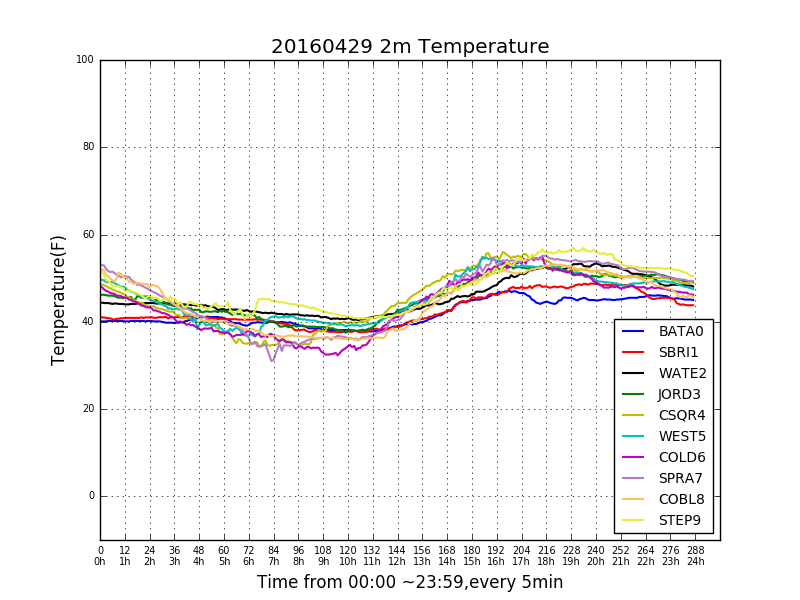 20160429 2m Temperature
100
80
60
40
20
0
Temperature(F)
BATA0
SBRI1
WATE2
JORD3
CSQR4
WEST5
COLD6
SPRA7
COBL8
STEP9
0 12 24 36 48 60 72 84 96 108 120 132 144 156 168 180 192 204 216 228 240 252 264 276 288
0h 1h 2h 3h 4h 5h 6h 7h 8h 9h 10h 11h 12h 13h 14h 15h 16h 17h 18h 19h 20h 21h 22h 23h 24h
Time from 00:00 ~23:59,every 5min